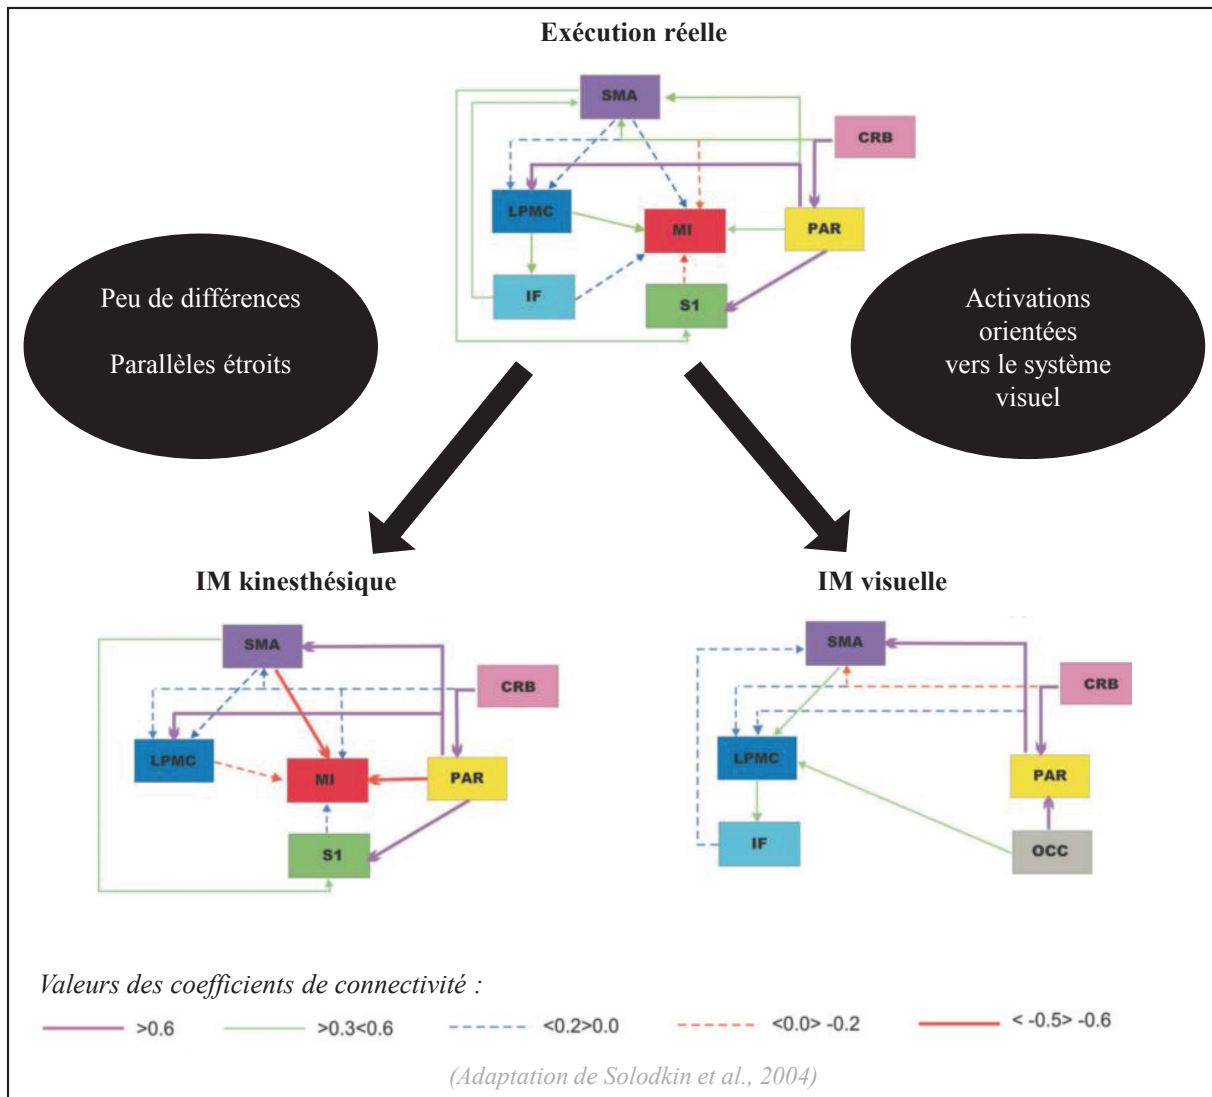 Exécution réelle
SMA
CRB
LPMC
MI
PAR
IF
S1
Peu de différences
Parallèles étroits
Activations
orientées
vers le système
visuel
IM kinesthésique
SMA
CRB
LPMC
MI
PAR
S1
IM visuelle
SMA
CRB
LPMC
PAR
IF
OCC
Valeurs des coefficients de connectivité :
>0.6
>0.3<0.6
<0.2>0.0
<0.0> -0.2
< -0.5> -0.6
(Adaptation de Solodkin et al., 2004)